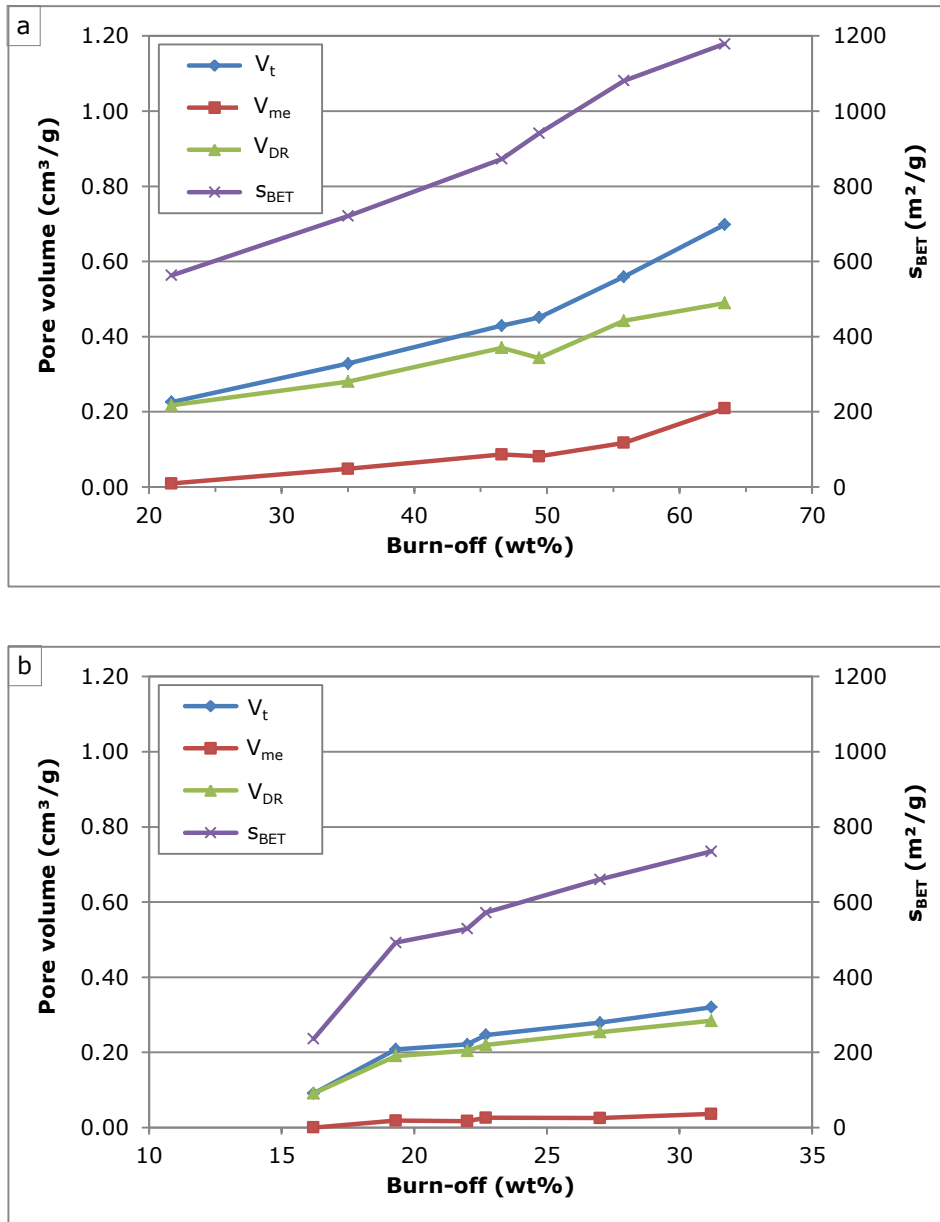 a
1.20
1.00
0.80
0.60
0.40
0.20
0.00
Pore volume (cm³/g)
Vt
Vme
VDR
sBET
1200
1000
800
600
400
200
0
sBET (m²/g)
20 30 40 50 60 70
Burn-off (wt%)
b
1.20
1.00
0.80
0.60
0.40
0.20
0.00
Pore volume (cm³/g)
Vt
Vme
VDR
sBET
1200
1000
800
600
400
200
0
sBET (m²/g)
10 15 20 25 30 35
Burn-off (wt%)